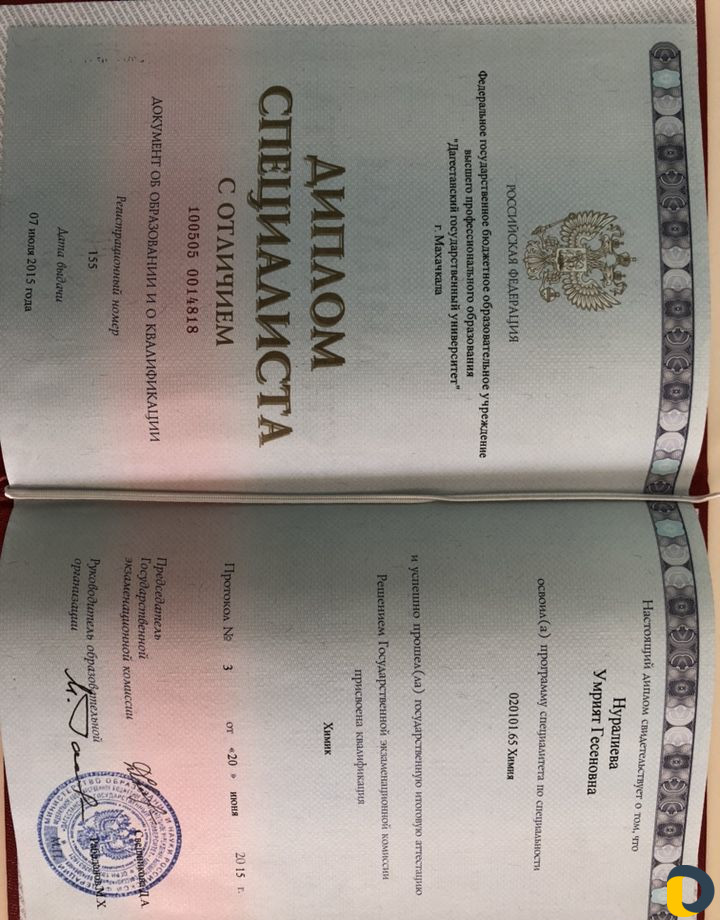 РОССИЙСКАЯ ФЕДЕРАЦИЯ
Федеральное государственное бюджетное образовательное учреждение
высшего профессионального образования
"Дагестанский государственный университет"
г. Махачкала
ДИПЛОМ
СПЕЦИАЛИСТА
С ОТЛИЧИЕМ
100505 0014818
ДОКУМЕНТ ОБ ОБРАЗОВАНИИ И О КВАЛИФИКАЦИИ
Регистрационный номер
155
Дата выдачи
07 июля 2015 года
Настоящий диплом свидетельствует о том, что
Нуралиева
Умрият Гесеновна
освоил(а) программу специалитета по специальности
020101.65 Химия
и успешно прошел(ла) государственную итоговую аттестацию
Решением Государственной экзаменационной комиссии
присвоена квалификация
Химик
Протокол № 3 от «20 » июня 2015 г.
Председатель
Государственной
экзаменационной комиссии
Руководитель образовательной
организации
М.П.